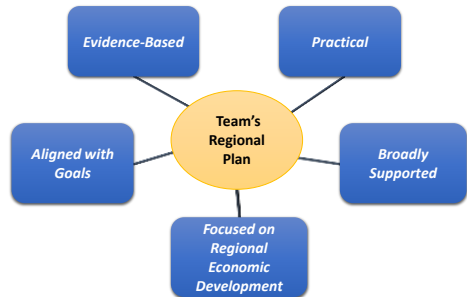 Evidence-Based
Practical
Team's
Regional
Plan
Aligned with
Goals
Broadly
Supported
Focused on
Regional
Economic
Development